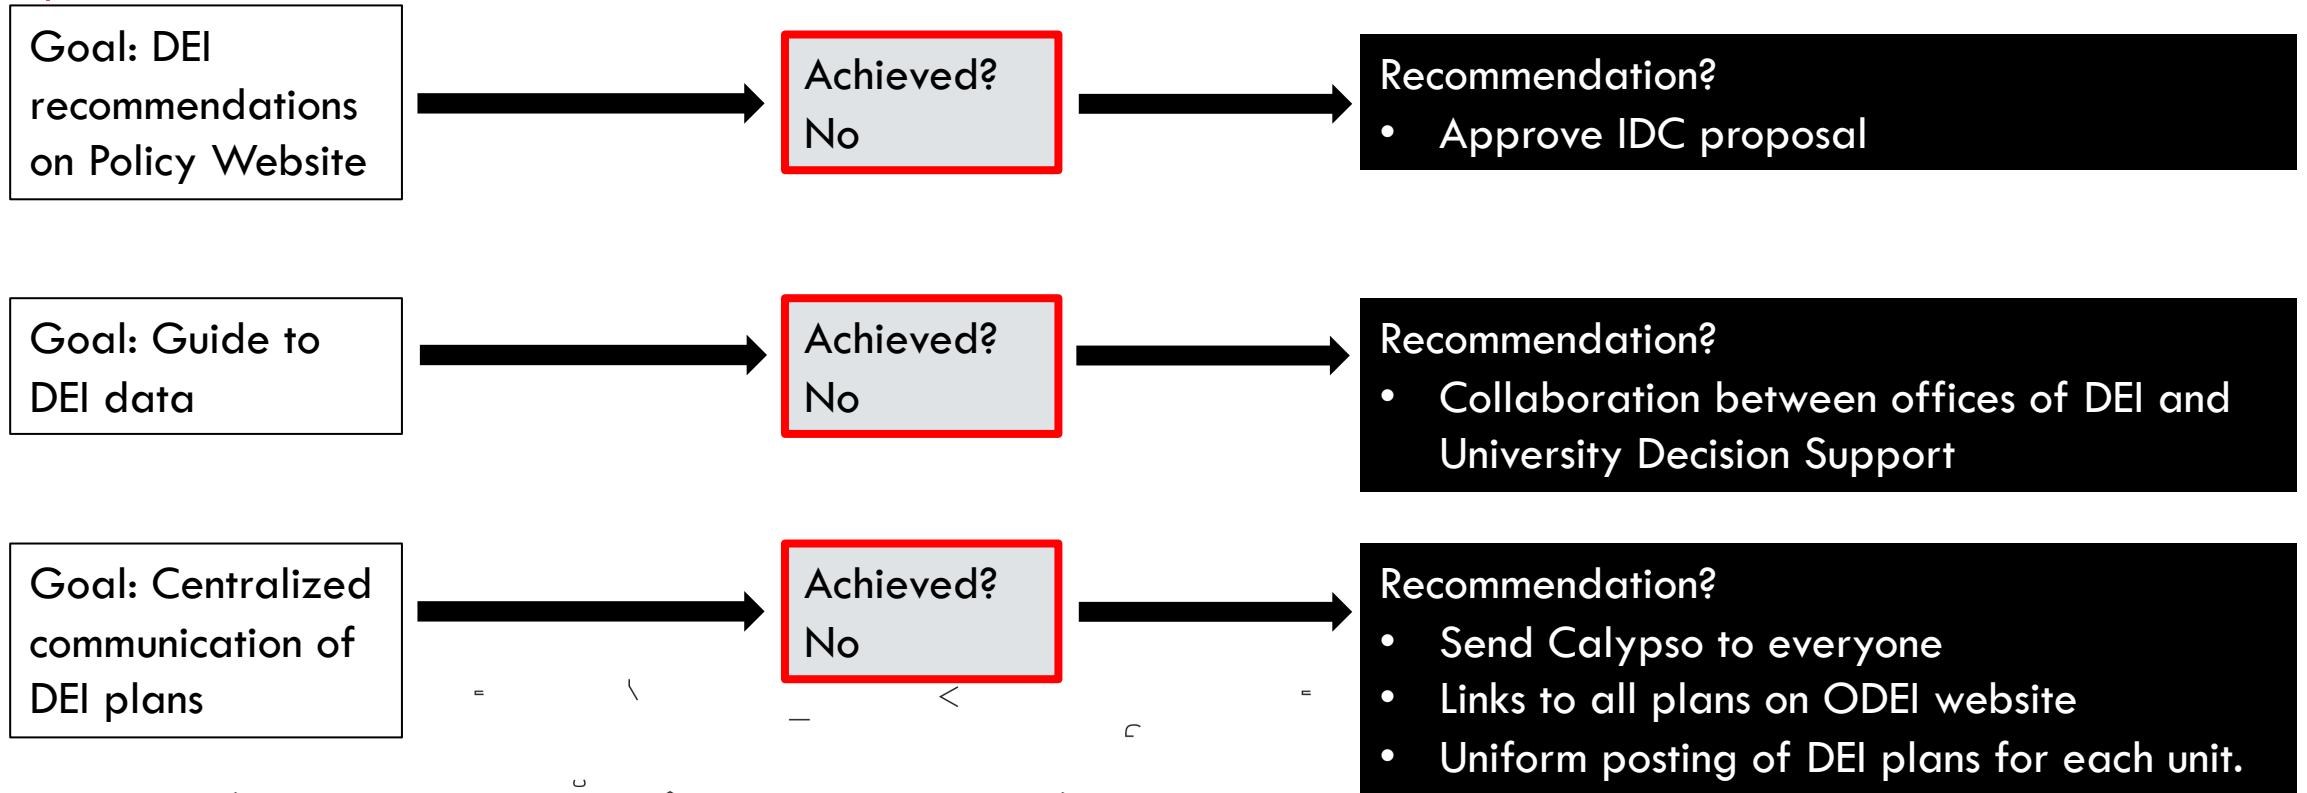 Goal: DEI
recommendations
on Policy Website
Achieved?
No
Recommendation?
• Approve IDC proposal
Goal: Guide to
DEI data
Achieved?
No
Recommendation?
• Collaboration between offices of DEI and
University Decision Support
Goal: Centralized
communication of
DEI plans
Achieved?
No
Recommendation?
• Send Calypso to everyone
• Links to all plans on ODEI website
• Uniform posting of DEI plans for each unit.